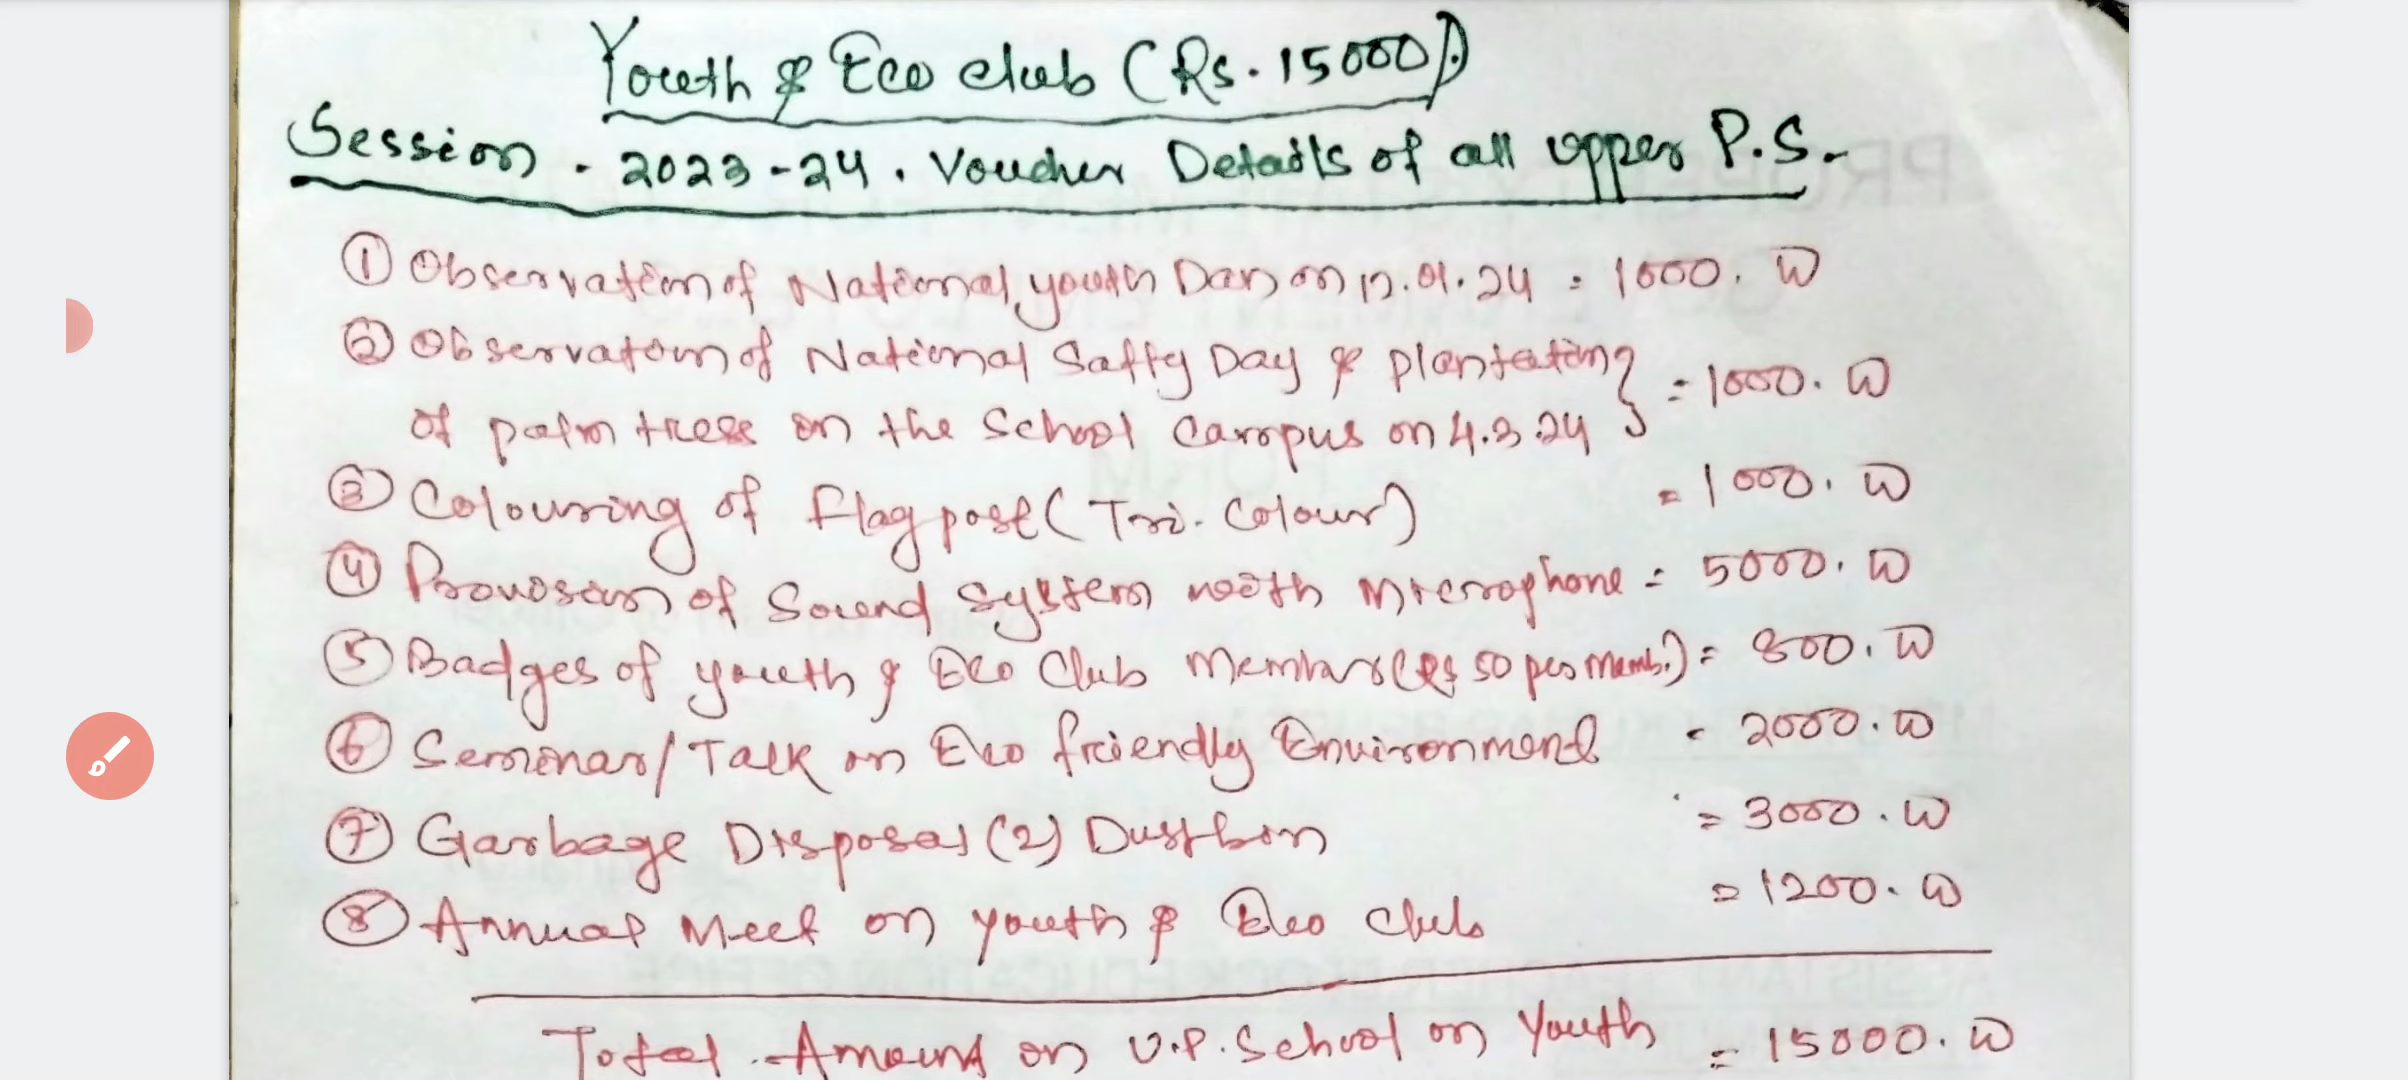 Youth & Eco club (Rs. 15000/)
Session - 2023-24. Voucher Details of all upper P.S.
① Observation of National youth Day on 12.01.24 = 1000.00
② Observatoin of National Saffy Day & plantation } = 1000.00
of palm tress on the School Campus on 4.3.24
③ Colouring of Flag post (Tri-Colour) = 1000.00
④ Provosion of Sound System with Microphone = 5000.00
⑤ Badges of youth & Eco Club Members (Rs 50 per Memb.) = 800.00
⑥ Seminar/Talk on Eco friendly Environment = 2000.00
⑦ Garbage Disposal (2) Dustbin = 3000.00
⑧ Annual Meet on youth & Eco Club = 1200.00
Total Amount on U.P. School on Youth = 15000.00